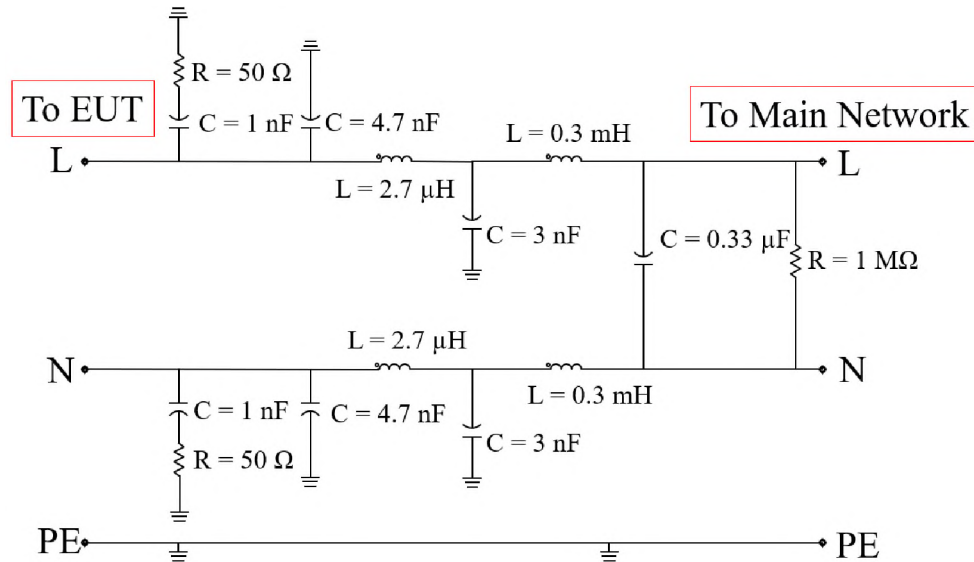 R = 50 Ω
To EUT
C = 1 nF
C = 4.7 nF
L = 0.3 mH
To Main Network
L
L
L = 2.7 µH
C = 3 nF
C = 0.33 µF
R = 1 MΩ
L = 2.7 µH
N
N
L = 0.3 mH
C = 1 nF
C = 4.7 nF
C = 3 nF
R = 50 Ω
PE
PE